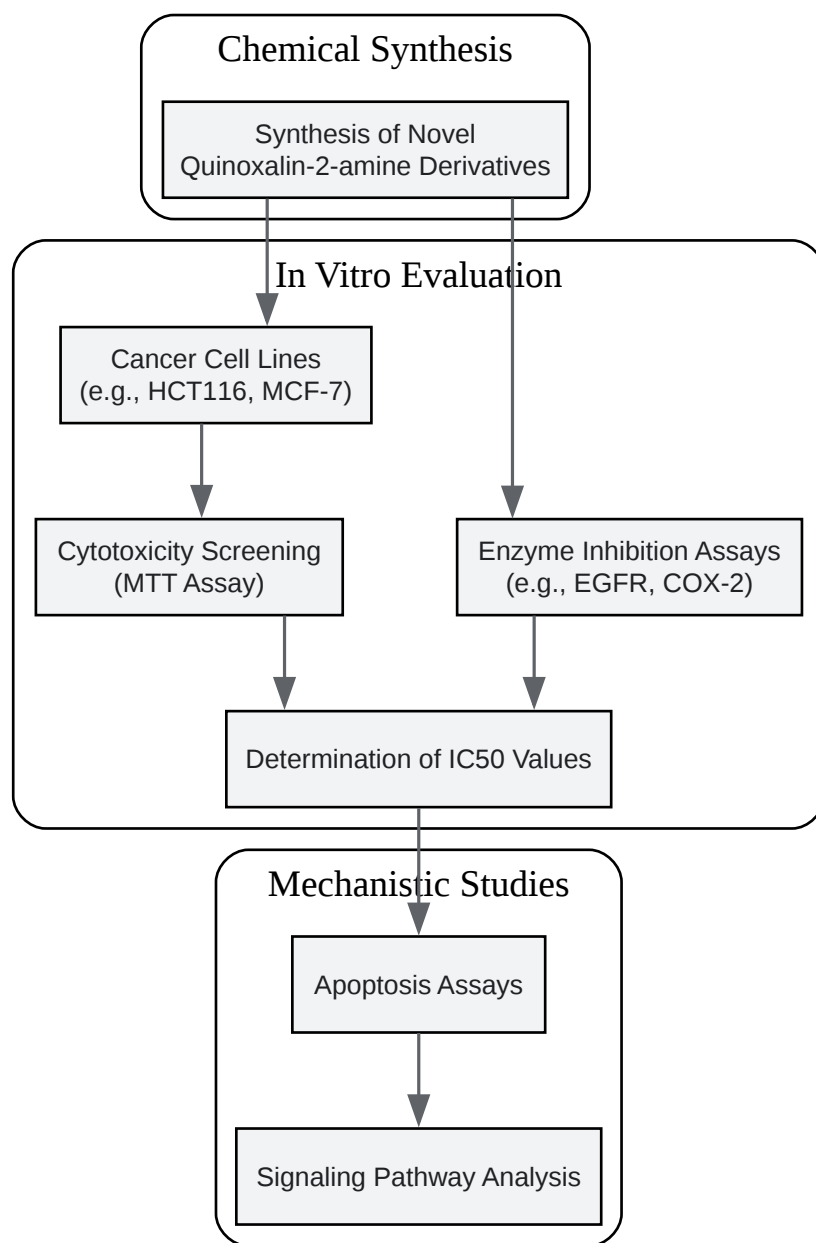 Chemical Synthesis
Synthesis of Novel
Quinoxalin-2-amine Derivatives
In Vitro Evaluation
Cancer Cell Lines
(e.g., HCT116, MCF-7)
Cytotoxicity Screening
(MTT Assay)
Enzyme Inhibition Assays
(e.g., EGFR, COX-2)
Determination of IC50 Values
Mechanistic Studies
Apoptosis Assays
Signaling Pathway Analysis